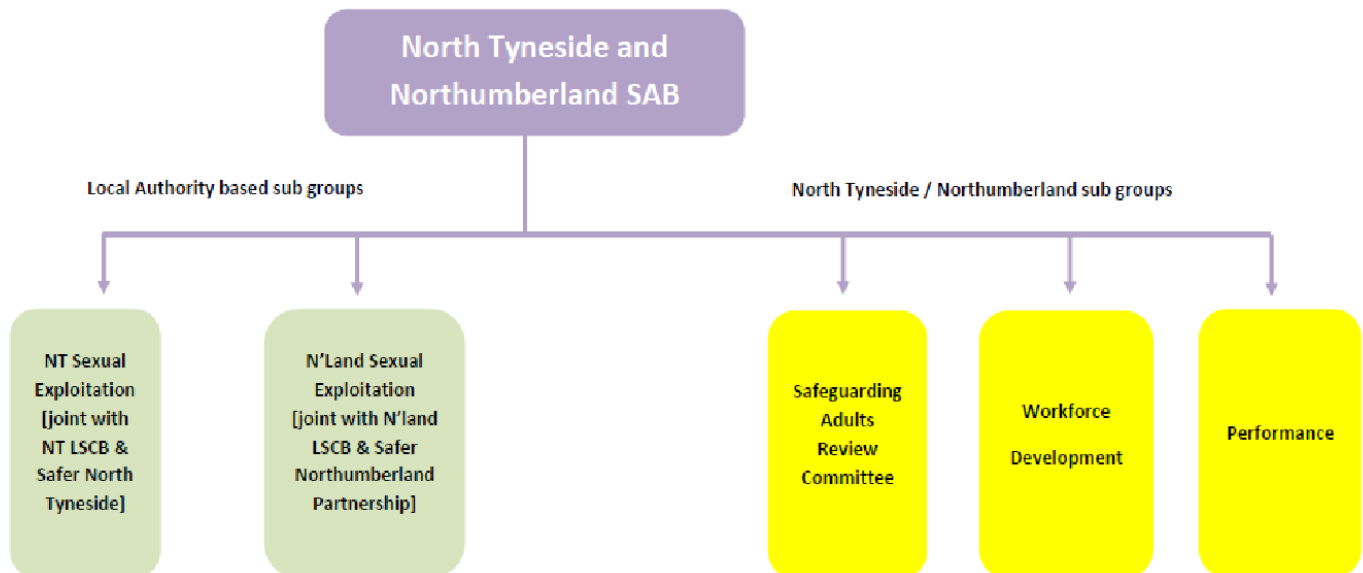 North Tyneside and
Northumberland SAB
Local Authority based sub groups
North Tyneside / Northumberland sub groups
NT Sexual
Exploitation
[joint with
NT LSCB &
Safer North
Tyneside]
N'Land Sexual
Exploitation
[joint with N'land
LSCB & Safer
Northumberland
Partnership]
Safeguarding
Adults
Review
Committee
Workforce
Development
Performance